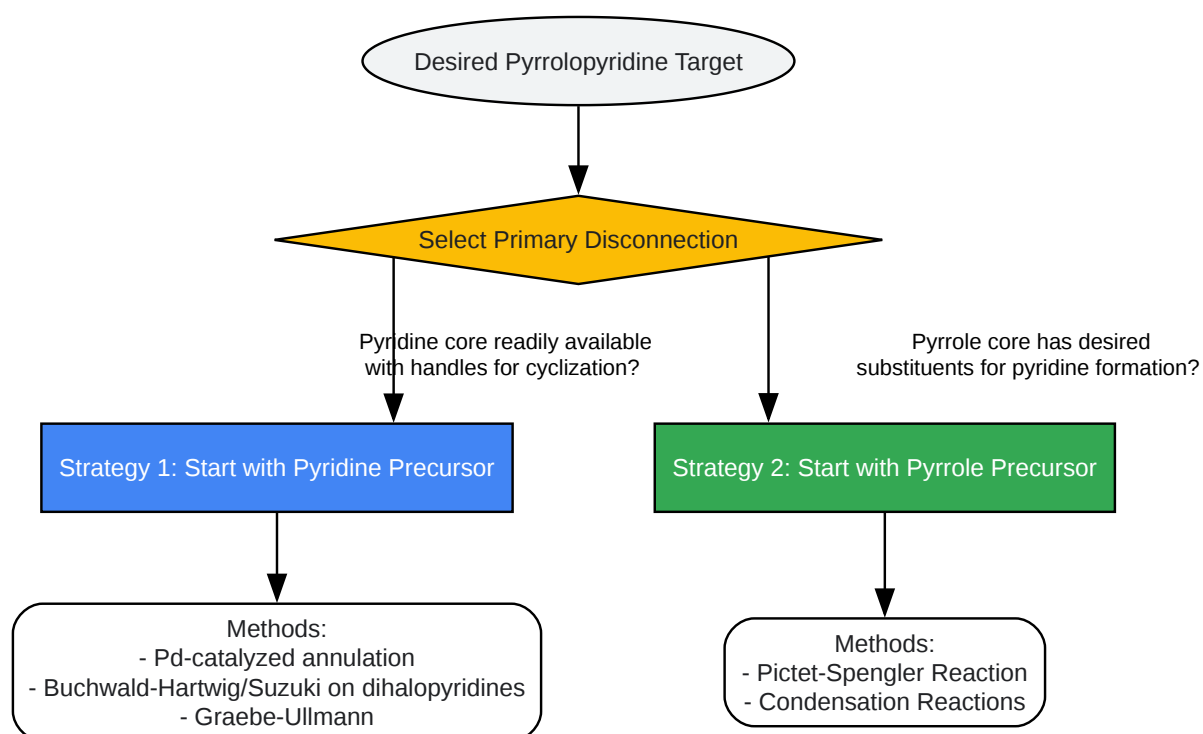 Desired Pyrrolopyridine Target
Select Primary Disconnection
Pyridine core readily available
with handles for cyclization?
Pyrrole core has desired
substituents for pyridine formation?
Strategy 1: Start with Pyridine Precursor
Strategy 2: Start with Pyrrole Precursor
Methods:
- Pd-catalyzed annulation
- Buchwald-Hartwig/Suzuki on dihalopyridines
- Graebe-Ullmann
Methods:
- Pictet-Spengler Reaction
- Condensation Reactions